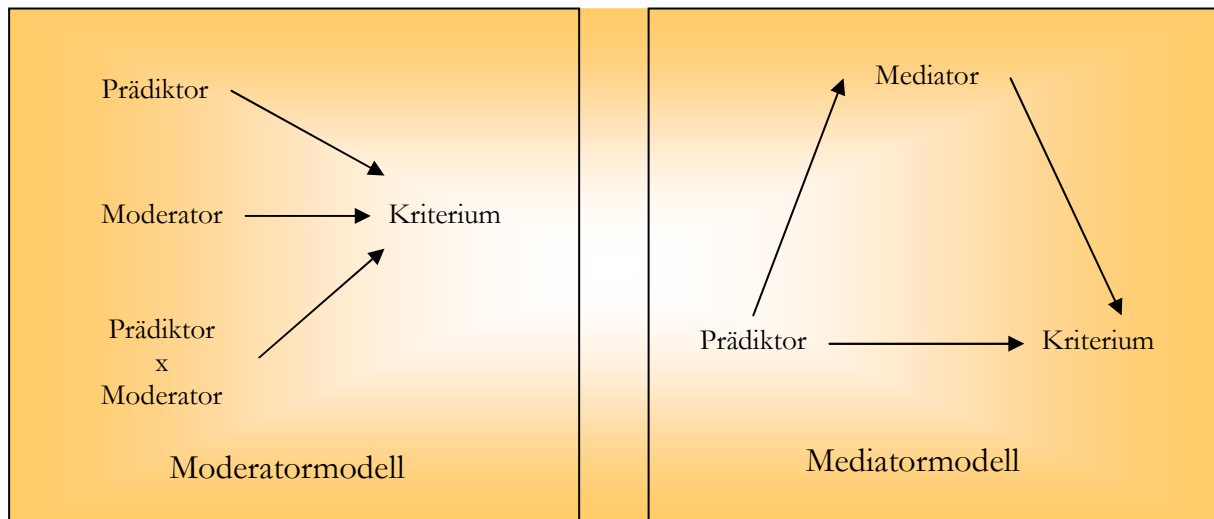 Prädiktor
Moderator
Kriterium
Prädiktor
x
Moderator
Moderatormodell
Mediator
Prädiktor
Kriterium
Mediatormodell